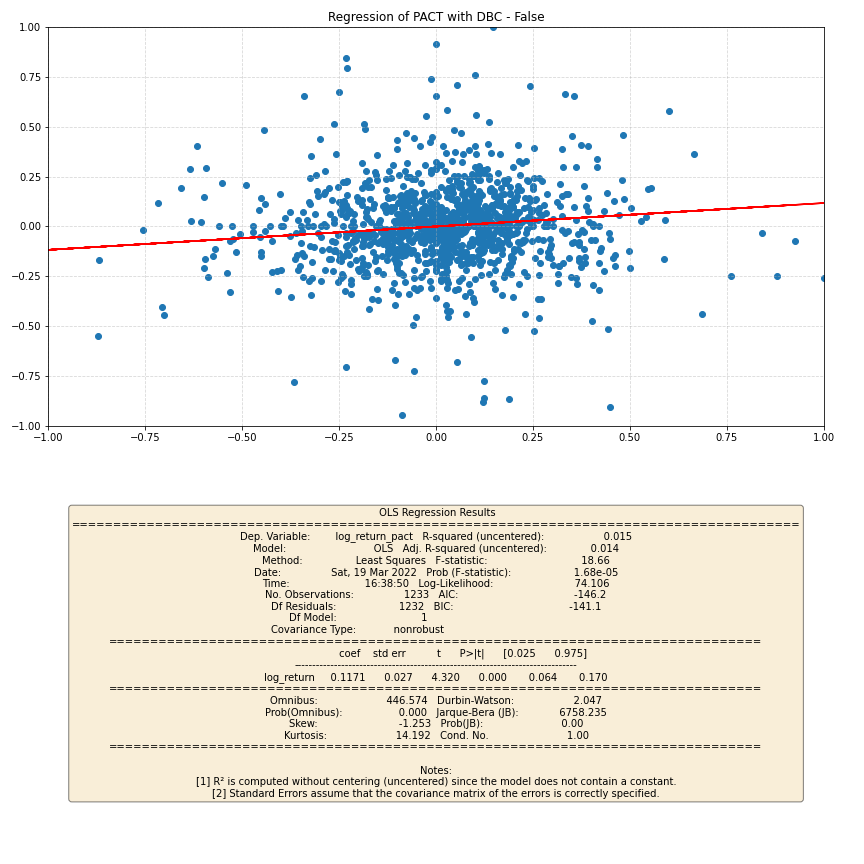 Regression of PACT with DBC - False
1.00
0.75
0.50
0.25
0.00
−0.25
−0.50
−0.75
−1.00
−1.00 −0.75 −0.50 −0.25 0.00 0.25 0.50 0.75 1.00
OLS Regression Results
==============================================================================
Dep. Variable: log_return_pact R-squared (uncentered): 0.015
Model: OLS Adj. R-squared (uncentered): 0.014
Method: Least Squares F-statistic: 18.66
Date: Sat, 19 Mar 2022 Prob (F-statistic): 1.68e-05
Time: 16:38:50 Log-Likelihood: 74.106
No. Observations: 1233 AIC: -146.2
Df Residuals: 1232 BIC: -141.1
Df Model: 1
Covariance Type: nonrobust
==============================================================================
coef std err t P>|t| [0.025 0.975]
------------------------------------------------------------------------------
log_return 0.1171 0.027 4.320 0.000 0.064 0.170
==============================================================================
Omnibus: 446.574 Durbin-Watson: 2.047
Prob(Omnibus): 0.000 Jarque-Bera (JB): 6758.235
Skew: -1.253 Prob(JB): 0.00
Kurtosis: 14.192 Cond. No. 1.00
==============================================================================
Notes:
[1] R² is computed without centering (uncentered) since the model does not contain a constant.
[2] Standard Errors assume that the covariance matrix of the errors is correctly specified.